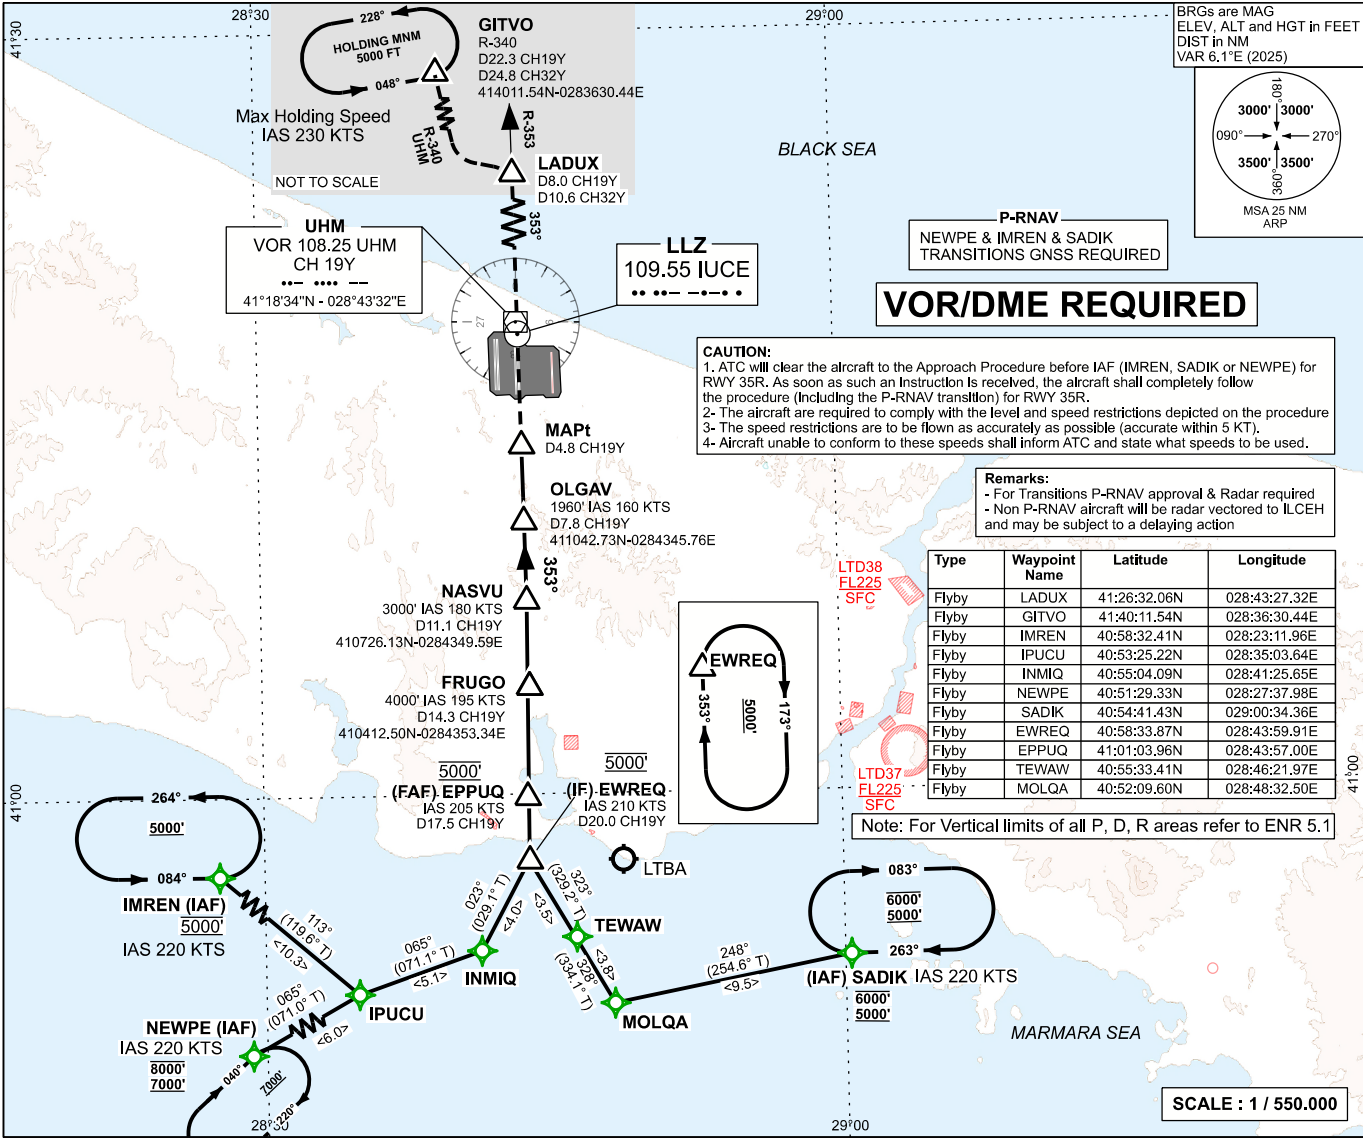 28°30'
29°00'
41°30'
BRGs are MAG
ELEV, ALT and HGT in FEET
DIST in NM
VAR 6.1°E (2025)
180°
3000' 3000'
090° 270°
3500' 3500'
360°
MSA 25 NM
ARP
228°
HOLDING MNM
5000 FT
048°
Max Holding Speed
IAS 230 KTS
NOT TO SCALE
GITVO
R-340
D22.3 CH19Y
D24.8 CH32Y
414011.54N-0283630.44E
R-340
UHM
R-353
LADUX
D8.0 CH19Y
D10.6 CH32Y
353°
BLACK SEA
UHM
VOR 108.25 UHM
CH 19Y
••− •••• −−
41°18'34"N - 028°43'32"E
LLZ
109.55 IUCE
•• ••− −•−• •
27
P-RNAV
NEWPE & IMREN & SADIK
TRANSITIONS GNSS REQUIRED
VOR/DME REQUIRED
CAUTION:
1. ATC will clear the aircraft to the Approach Procedure before IAF (IMREN, SADIK or NEWPE) for
RWY 35R. As soon as such an instruction is received, the aircraft shall completely follow
the procedure (including the P-RNAV transition) for RWY 35R.
2- The aircraft are required to comply with the level and speed restrictions depicted on the procedure
3- The speed restrictions are to be flown as accurately as possible (accurate within 5 KT).
4- Aircraft unable to conform to these speeds shall inform ATC and state what speeds to be used.
Remarks:
- For Transitions P-RNAV approval & Radar required
- Non P-RNAV aircraft will be radar vectored to ILCEH
and may be subject to a delaying action
MAPt
D4.8 CH19Y
OLGAV
1960' IAS 160 KTS
D7.8 CH19Y
411042.73N-0284345.76E
353°
NASVU
3000' IAS 180 KTS
D11.1 CH19Y
410726.13N-0284349.59E
FRUGO
4000' IAS 195 KTS
D14.3 CH19Y
410412.50N-0284353.34E
5000'
(FAF) EPPUQ
IAS 205 KTS
D17.5 CH19Y
5000'
(IF) EWREQ
IAS 210 KTS
D20.0 CH19Y
EWREQ
353°
5000'
173°
LTD38
FL225
SFC
LTD37
FL225
SFC
Type Waypoint Name Latitude Longitude
Flyby LADUX 41:26:32.06N 028:43:27.32E
Flyby GITVO 41:40:11.54N 028:36:30.44E
Flyby IMREN 40:58:32.41N 028:23:11.96E
Flyby IPUCU 40:53:25.22N 028:35:03.64E
Flyby INMIQ 40:55:04.09N 028:41:25.65E
Flyby NEWPE 40:51:29.33N 028:27:37.98E
Flyby SADIK 40:54:41.43N 029:00:34.36E
Flyby EWREQ 40:58:33.87N 028:43:59.91E
Flyby EPPUQ 41:01:03.96N 028:43:57.00E
Flyby TEWAW 40:55:33.41N 028:46:21.97E
Flyby MOLQA 40:52:09.60N 028:48:32.50E
Note: For Vertical limits of all P, D, R areas refer to ENR 5.1
41°00
41°00
264°
5000'
084°
IMREN (IAF)
5000'
IAS 220 KTS
113°
(119.6° T)
<10.3>
065°
(071.0° T)
<6.0>
NEWPE (IAF)
IAS 220 KTS
8000'
7000'
040°
7000'
220°
IPUCU
065°
(071.1° T)
<5.1>
INMIQ
023°
(029.1° T)
<4.0>
323°
(329.2° T)
<3.5>
LTBA
TEWAW
<3.8>
328°
(334.1° T)
MOLQA
248°
(254.6° T)
<9.5>
083°
6000'
5000'
263°
(IAF) SADIK IAS 220 KTS
6000'
5000'
MARMARA SEA
SCALE : 1 / 550.000
28°30'
29°00